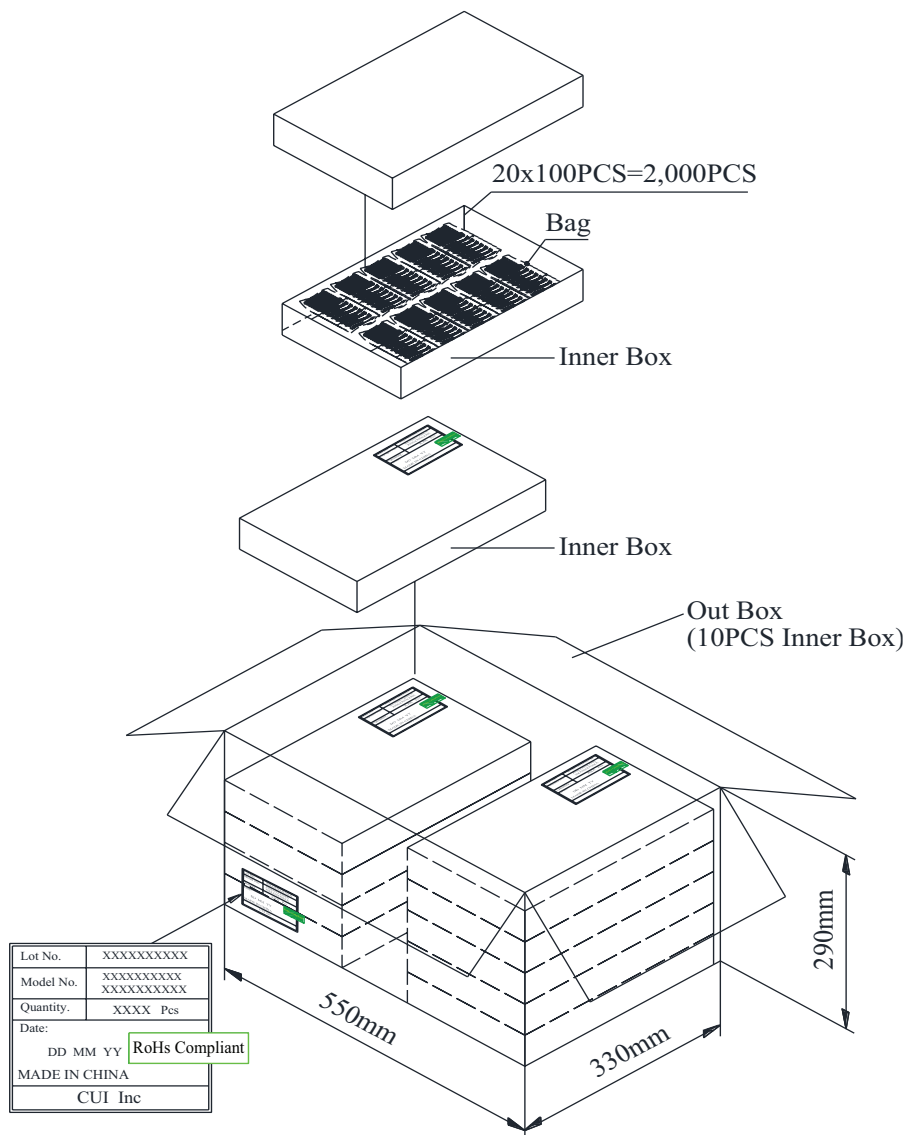 20x100PCS=2,000PCS
Bag
Inner Box
Inner Box
Out Box
(10PCS Inner Box)
290mm
550mm
330mm
Lot No. XXXXXXXXXX
Model No. XXXXXXXXXX
XXXXXXXXXX
Quantity. XXXX Pcs
Date:
DD MM YY
RoHs Compliant
MADE IN CHINA
CUI Inc